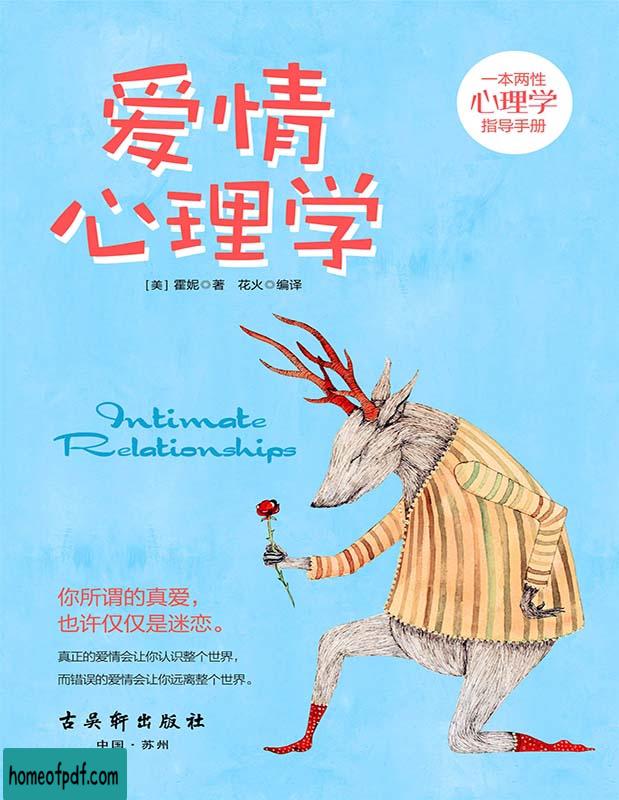 爱情
心理学
一本两性
心理学
指导手册
[美] 霍妮◎著 花火◎编译
Intimate
Relationships
你所谓的真爱，
也许仅仅是迷恋。
真正的爱情会让你认识整个世界，
而错误的爱情会让你远离整个世界。
古吴轩出版社
中国·苏州
homeofpdf.com